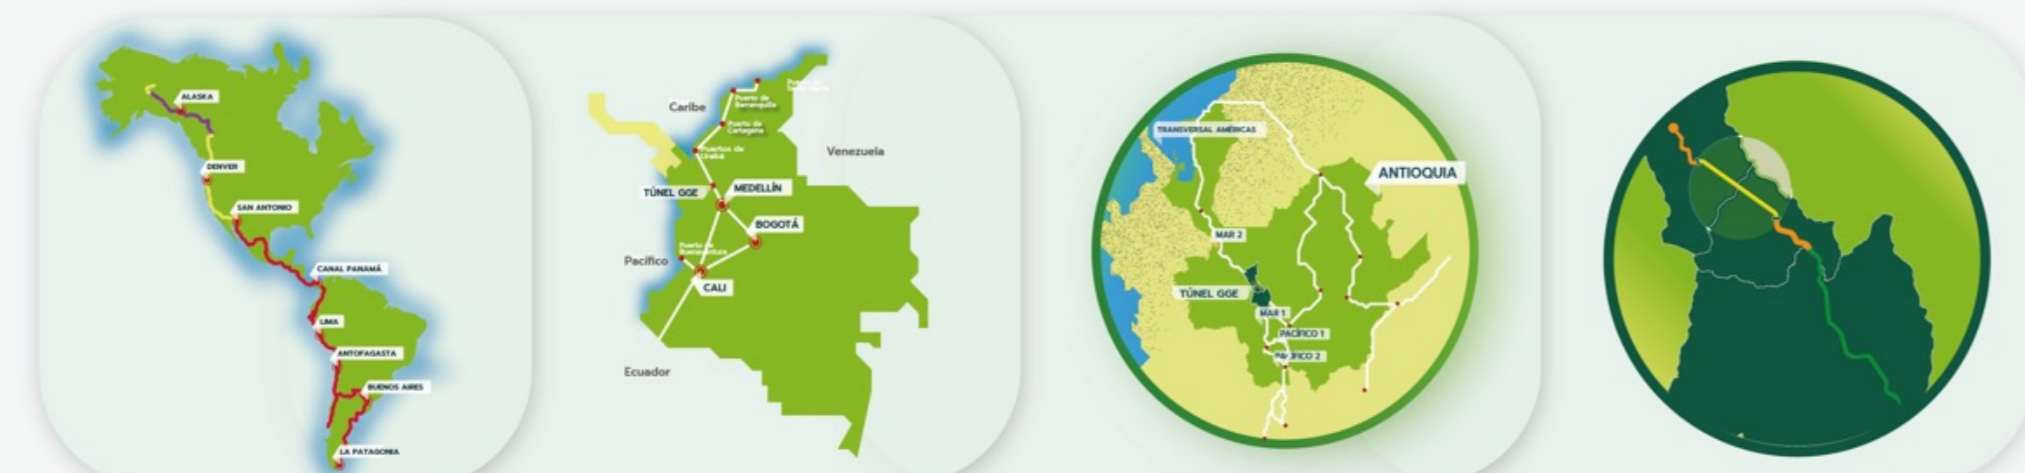 ALASKA
DENVER
SAN ANTONIO
CANAL PANAMÁ
LIMA
ANTOFAGASTA
BUENOS AIRES
LA PATAGONIA
Caribe
Puerto de
Barranquilla
Puerto de
Cartagena
Puertos de
Urabá
Venezuela
TÚNEL GGE
MEDELLÍN
BOGOTÁ
Pacífico
Puerto de
Buenaventura
CALI
Ecuador
TRANSVERSAL AMÉRICAS
ANTIOQUIA
MAR 2
TÚNEL GGE
MAR 1
PACÍFICO 1
PACÍFICO 2